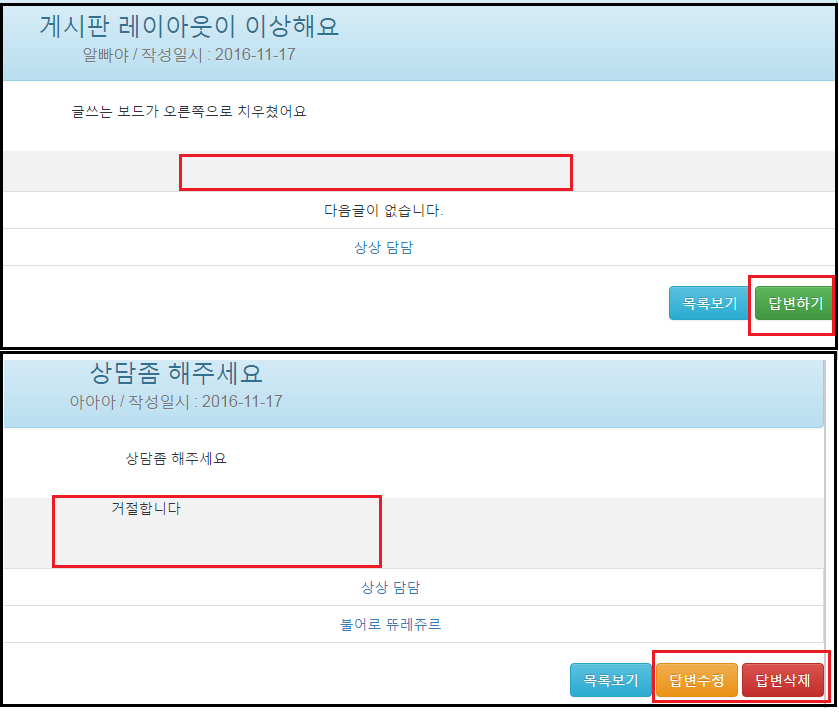 게시판 레이아웃이 이상해요
알빠야 / 작성일시 : 2016-11-17
글쓰는 보드가 오른쪽으로 치우쳤어요
다음글이 없습니다.
상상 담담
목록보기 답변하기
상담좀 해주세요
아아아 / 작성일시 : 2016-11-17
상담좀 해주세요
거절합니다
상상 담담
불어로 뜌레쥬르
목록보기 답변수정 답변삭제